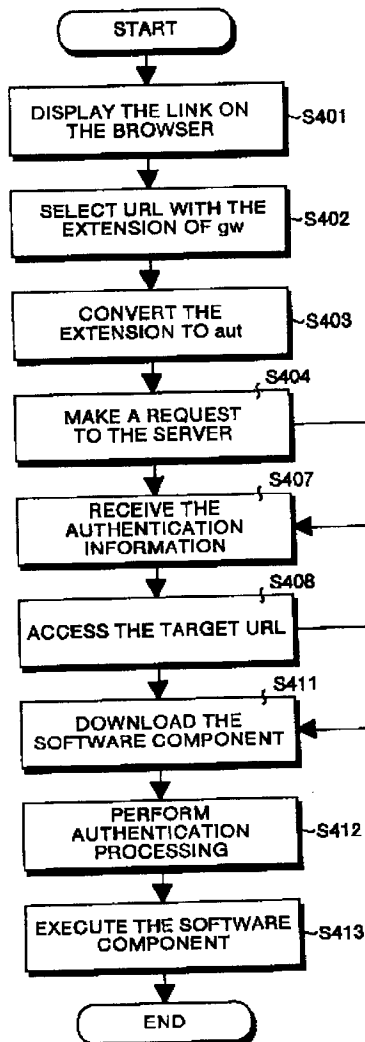 START
DISPLAY THE LINK ON
THE BROWSER
S401
SELECT URL WITH THE
EXTENSION OF gw
S402
CONVERT THE
EXTENSION TO aut
S403
S404
MAKE A REQUEST
TO THE SERVER
S407
RECEIVE THE
AUTHENTICATION
INFORMATION
S408
ACCESS THE TARGET URL
S411
DOWNLOAD THE
SOFTWARE COMPONENT
PERFORM
AUTHENTICATION
PROCESSING
S412
EXECUTE THE SOFTWARE
COMPONENT
S413
END